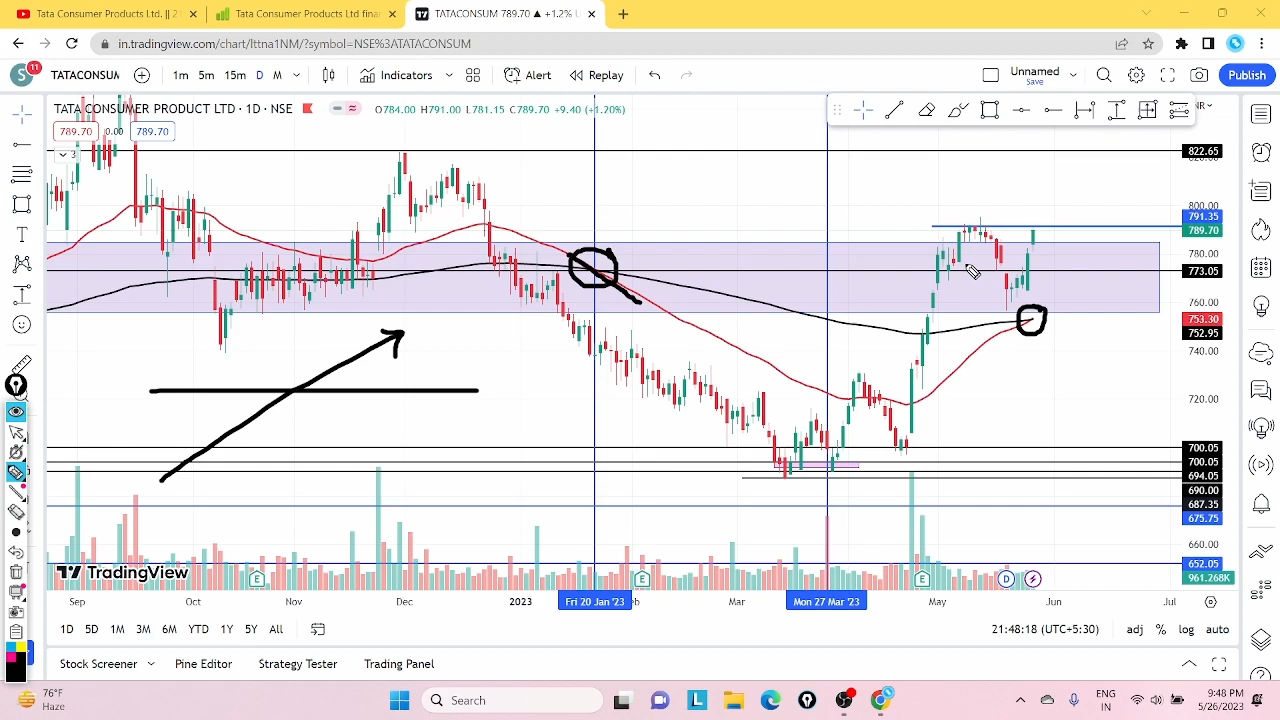 Tata Consumer Products Ltd. || 2
Tata Consumer Products Ltd finan
TATACONSUM 789.70 ▲ +1.2% U
in.tradingview.com/chart/lttna1NM/?symbol=NSE%3ATATACONSUM
S 11 TATACONSUM 1m 5m 15m D M Indicators Alert Replay Unnamed Save Publish
TATA CONSUMER PRODUCT LTD · 1D · NSE O784.00 H791.00 L781.15 C789.70 +9.40 (+1.20%)
789.70 0.00 789.70
3
822.65
820.00
800.00
791.35
789.70
780.00
773.05
760.00
753.30
752.95
740.00
720.00
700.05
700.05
694.05
690.00
687.35
675.75
660.00
652.05
961.268K
TradingView
E E E D
Sep Oct Nov Dec 2023 Fri 20 Jan '23 eb Mar Mon 27 Mar '23 May Jun Jul
1D 5D 1M 3M 6M YTD 1Y 5Y All 21:48:18 (UTC+5:30) adj % log auto
Stock Screener Pine Editor Strategy Tester Trading Panel
76°F
Haze
Search
ENG
IN
9:48 PM
5/26/2023